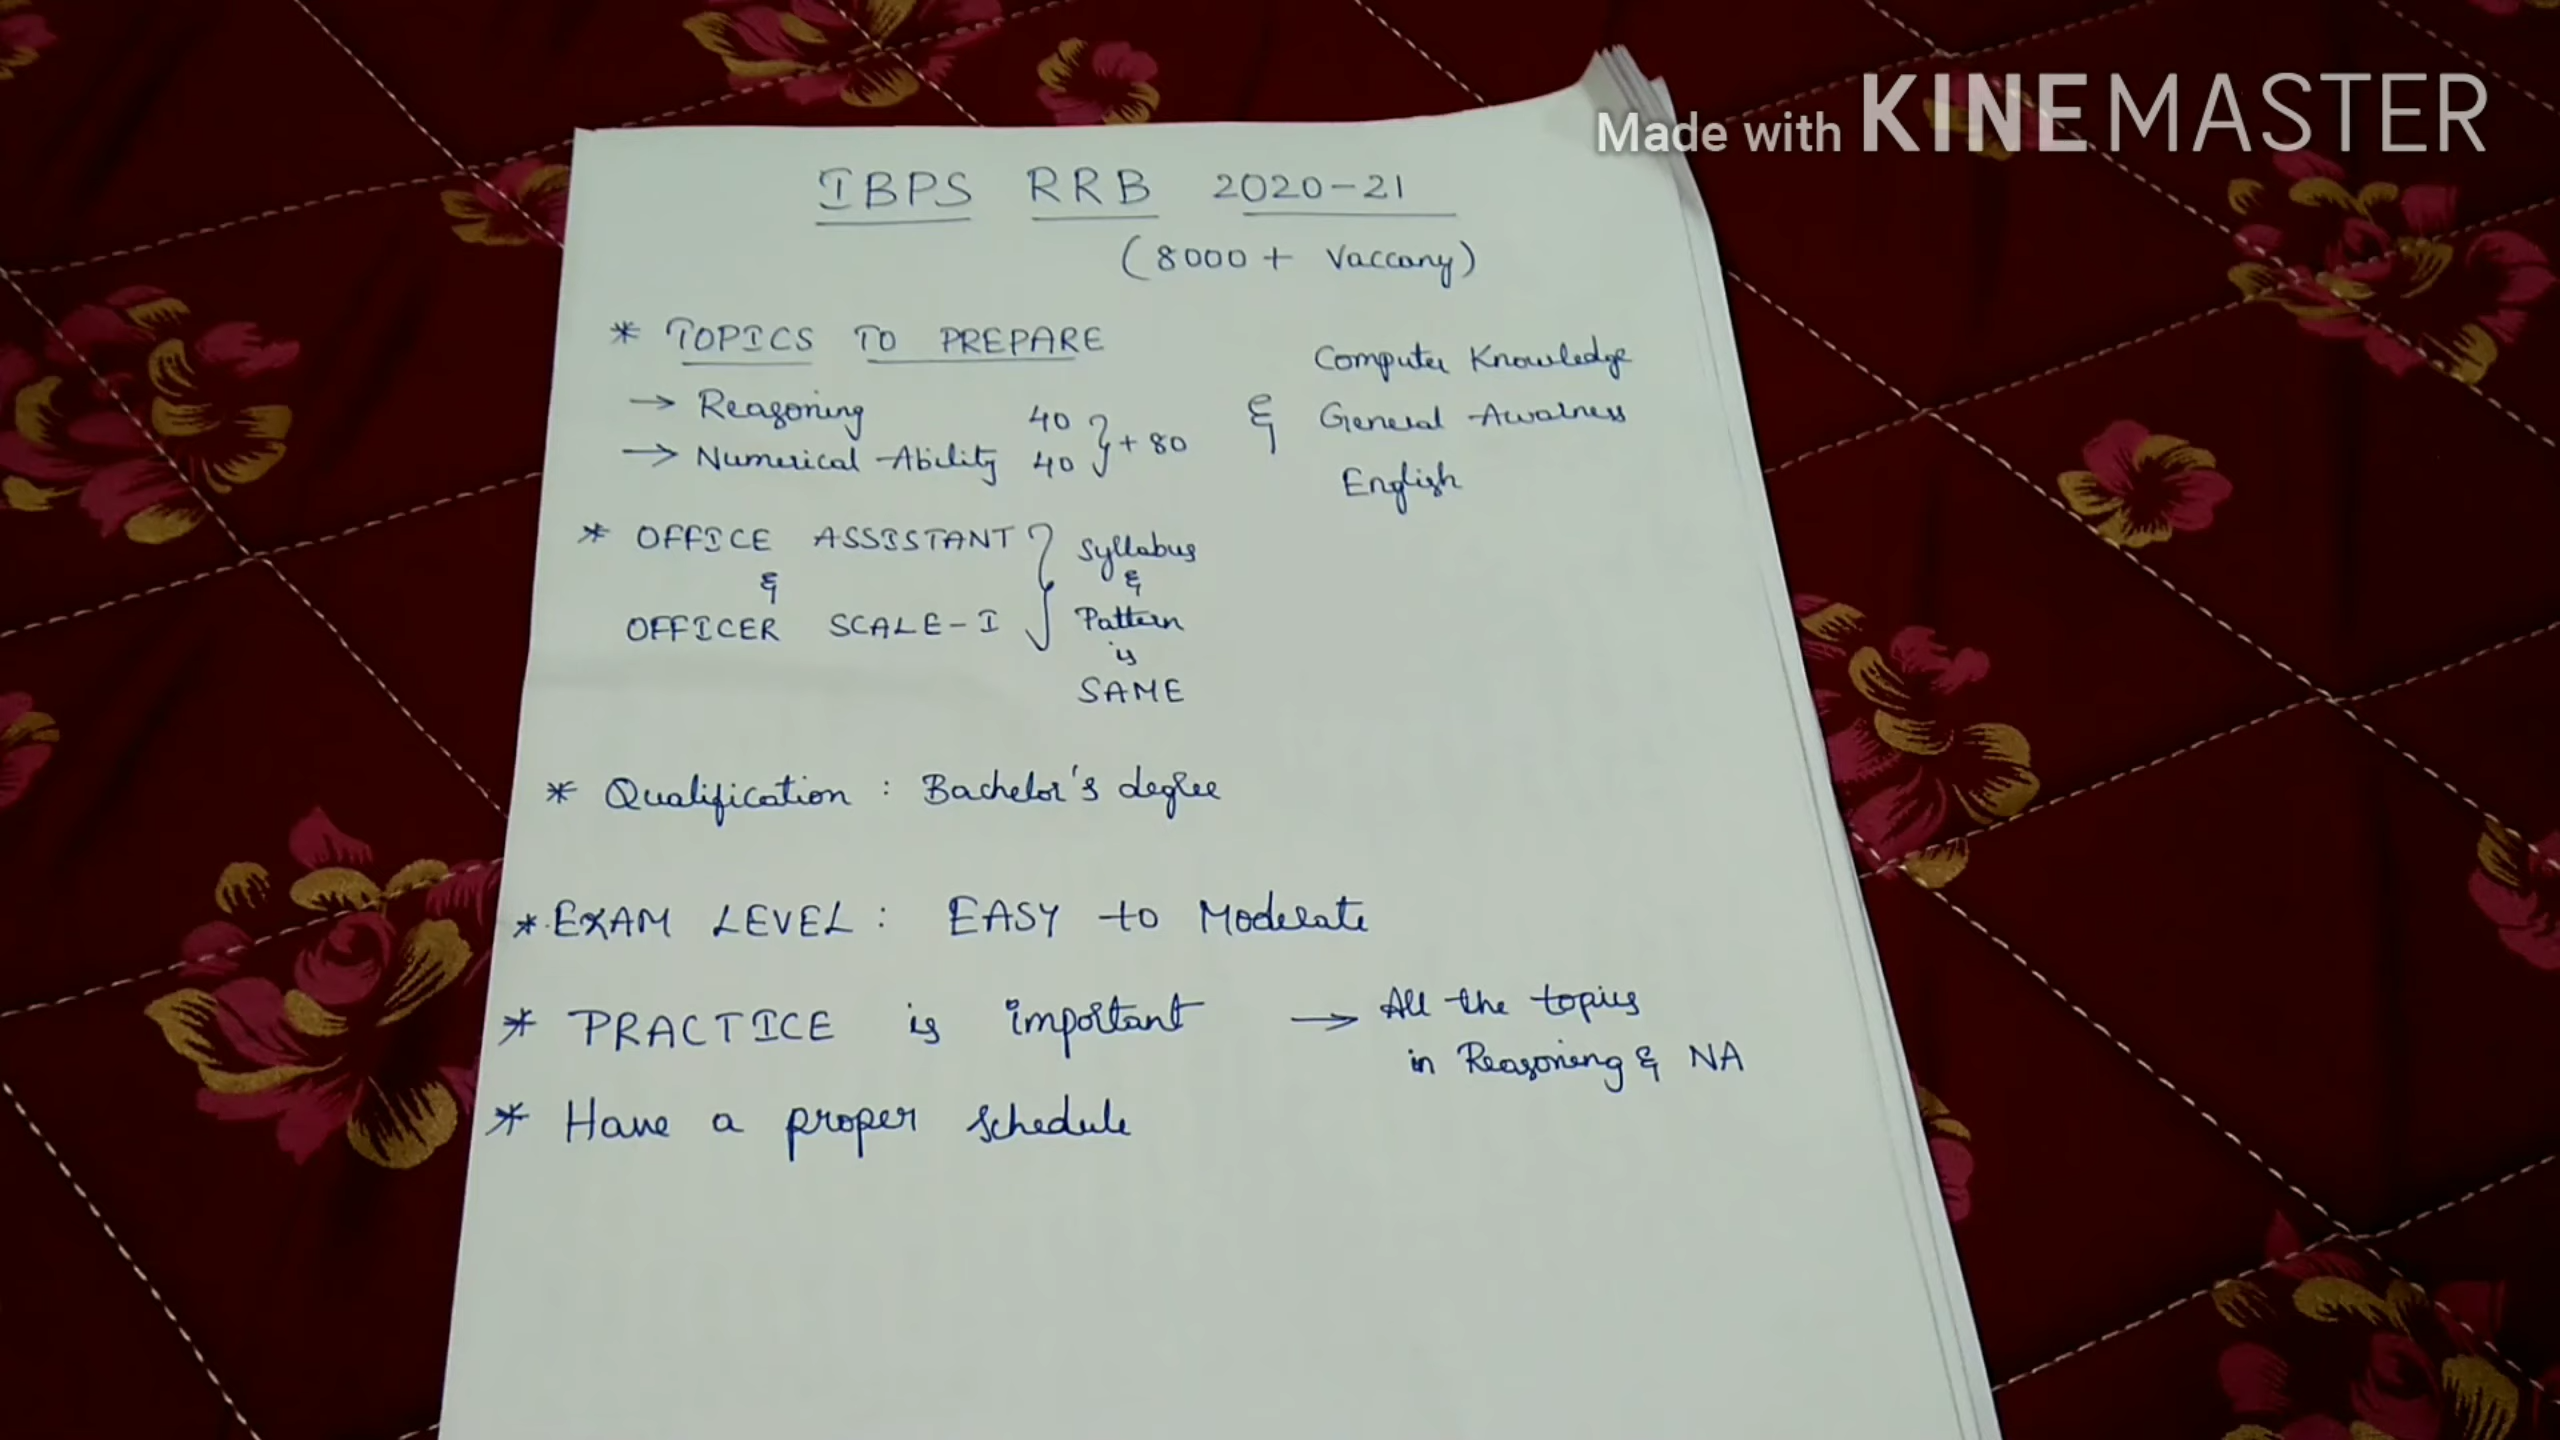 Made with KINEMASTER
IBPS RRB 2020-21
(8000+ Vaccany)
* TOPICS TO PREPARE
→ Reasoning 40
→ Numerical Ability 40 } + 80
& Computer Knowledge
General Awarness
English
* OFFICE ASSISTANT
&
OFFICER SCALE-I
} Syllabus
&
Pattern
is
SAME
* Qualification : Bachelor's degree
* EXAM LEVEL : EASY to Moderate
* PRACTICE is important → All the topics
in Reasoning & NA
* Have a proper schedule